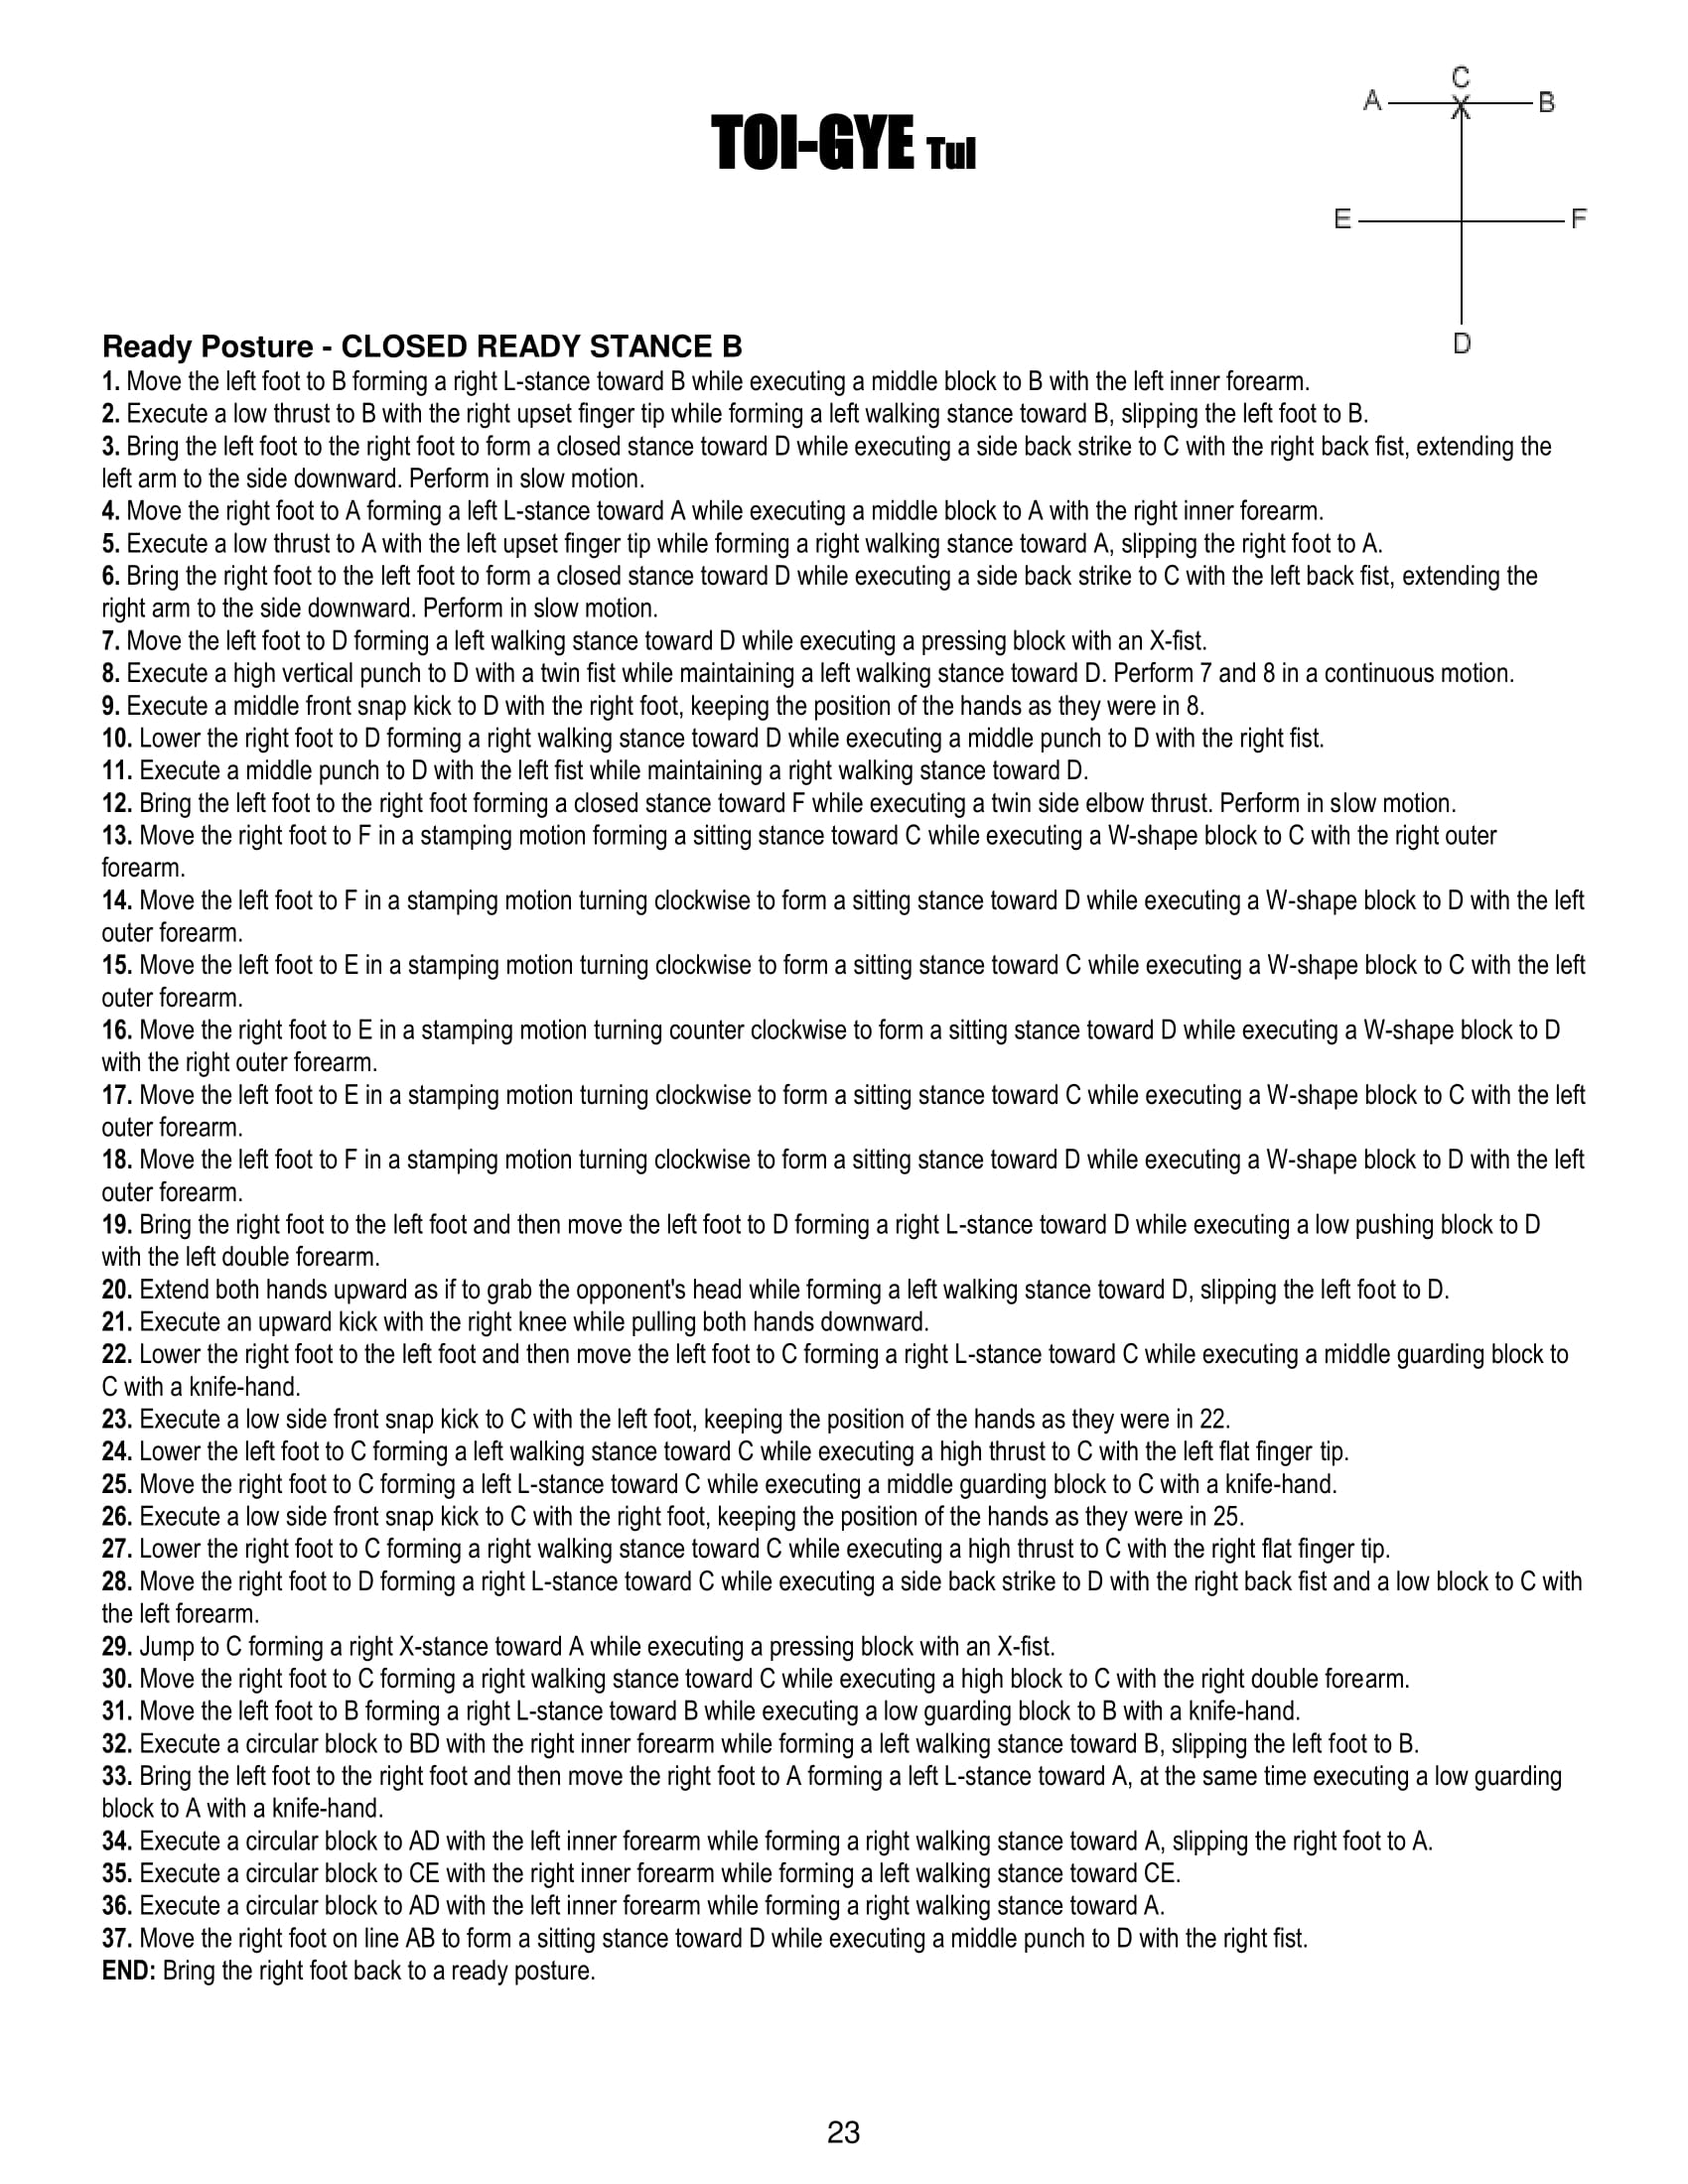 C
A X B
TOI-GYE Tul
E F
D
Ready Posture - CLOSED READY STANCE B
1. Move the left foot to B forming a right L-stance toward B while executing a middle block to B with the left inner forearm.
2. Execute a low thrust to B with the right upset finger tip while forming a left walking stance toward B, slipping the left foot to B.
3. Bring the left foot to the right foot to form a closed stance toward D while executing a side back strike to C with the right back fist, extending the
left arm to the side downward. Perform in slow motion.
4. Move the right foot to A forming a left L-stance toward A while executing a middle block to A with the right inner forearm.
5. Execute a low thrust to A with the left upset finger tip while forming a right walking stance toward A, slipping the right foot to A.
6. Bring the right foot to the left foot to form a closed stance toward D while executing a side back strike to C with the left back fist, extending the
right arm to the side downward. Perform in slow motion.
7. Move the left foot to D forming a left walking stance toward D while executing a pressing block with an X-fist.
8. Execute a high vertical punch to D with a twin fist while maintaining a left walking stance toward D. Perform 7 and 8 in a continuous motion.
9. Execute a middle front snap kick to D with the right foot, keeping the position of the hands as they were in 8.
10. Lower the right foot to D forming a right walking stance toward D while executing a middle punch to D with the right fist.
11. Execute a middle punch to D with the left fist while maintaining a right walking stance toward D.
12. Bring the left foot to the right foot forming a closed stance toward F while executing a twin side elbow thrust. Perform in slow motion.
13. Move the right foot to F in a stamping motion forming a sitting stance toward C while executing a W-shape block to C with the right outer
forearm.
14. Move the left foot to F in a stamping motion turning clockwise to form a sitting stance toward D while executing a W-shape block to D with the left
outer forearm.
15. Move the left foot to E in a stamping motion turning clockwise to form a sitting stance toward C while executing a W-shape block to C with the left
outer forearm.
16. Move the right foot to E in a stamping motion turning counter clockwise to form a sitting stance toward D while executing a W-shape block to D
with the right outer forearm.
17. Move the left foot to E in a stamping motion turning clockwise to form a sitting stance toward C while executing a W-shape block to C with the left
outer forearm.
18. Move the left foot to F in a stamping motion turning clockwise to form a sitting stance toward D while executing a W-shape block to D with the left
outer forearm.
19. Bring the right foot to the left foot and then move the left foot to D forming a right L-stance toward D while executing a low pushing block to D
with the left double forearm.
20. Extend both hands upward as if to grab the opponent's head while forming a left walking stance toward D, slipping the left foot to D.
21. Execute an upward kick with the right knee while pulling both hands downward.
22. Lower the right foot to the left foot and then move the left foot to C forming a right L-stance toward C while executing a middle guarding block to
C with a knife-hand.
23. Execute a low side front snap kick to C with the left foot, keeping the position of the hands as they were in 22.
24. Lower the left foot to C forming a left walking stance toward C while executing a high thrust to C with the left flat finger tip.
25. Move the right foot to C forming a left L-stance toward C while executing a middle guarding block to C with a knife-hand.
26. Execute a low side front snap kick to C with the right foot, keeping the position of the hands as they were in 25.
27. Lower the right foot to C forming a right walking stance toward C while executing a high thrust to C with the right flat finger tip.
28. Move the right foot to D forming a right L-stance toward C while executing a side back strike to D with the right back fist and a low block to C with
the left forearm.
29. Jump to C forming a right X-stance toward A while executing a pressing block with an X-fist.
30. Move the right foot to C forming a right walking stance toward C while executing a high block to C with the right double forearm.
31. Move the left foot to B forming a right L-stance toward B while executing a low guarding block to B with a knife-hand.
32. Execute a circular block to BD with the right inner forearm while forming a left walking stance toward B, slipping the left foot to B.
33. Bring the left foot to the right foot and then move the right foot to A forming a left L-stance toward A, at the same time executing a low guarding
block to A with a knife-hand.
34. Execute a circular block to AD with the left inner forearm while forming a right walking stance toward A, slipping the right foot to A.
35. Execute a circular block to CE with the right inner forearm while forming a left walking stance toward CE.
36. Execute a circular block to AD with the left inner forearm while forming a right walking stance toward A.
37. Move the right foot on line AB to form a sitting stance toward D while executing a middle punch to D with the right fist.
END: Bring the right foot back to a ready posture.
23